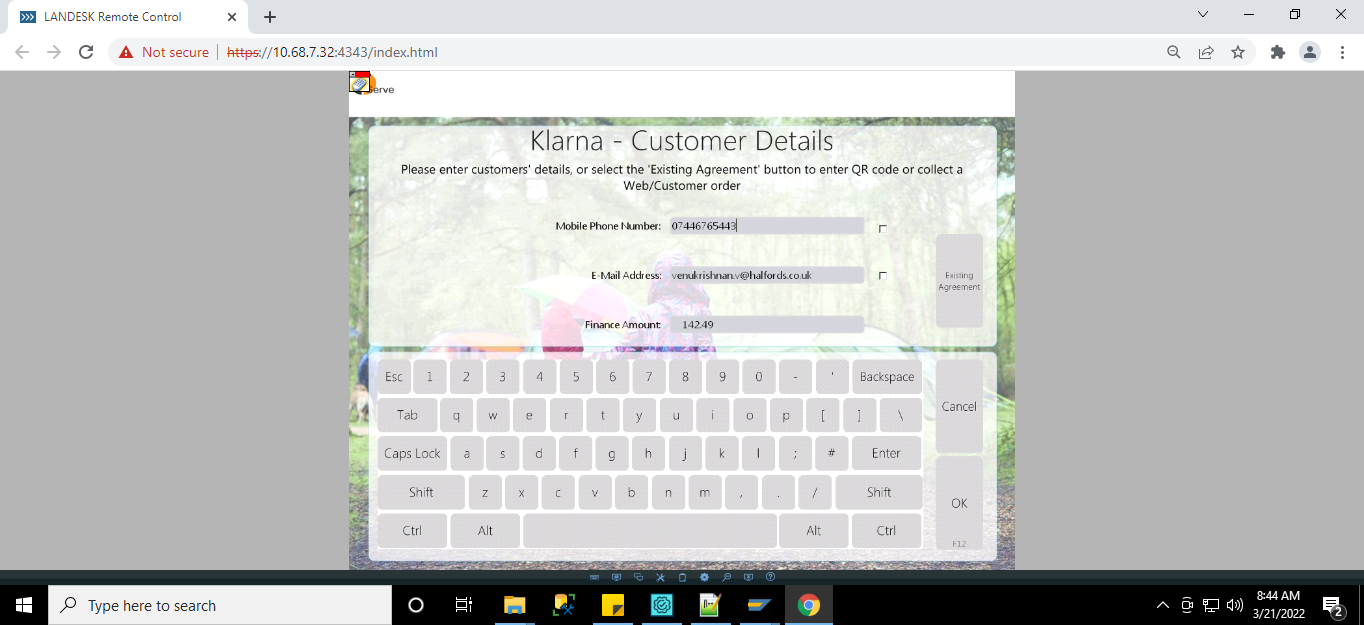 LANDESK Remote Control
Not secure
https://10.68.7.32:4343/index.html
serve
Klarna - Customer Details
Please enter customers' details, or select the 'Existing Agreement' button to enter QR code or collect a
Web/Customer order
Mobile Phone Number: 07446765443
E-Mail Address: venukrishnan.v@halfords.co.uk
Existing
Agreement
Finance Amount: 142.49
Esc 1 2 3 4 5 6 7 8 9 0 - ' Backspace
Tab q w e r t y u i o p [ ] \
Cancel
Caps Lock a s d f g h j k l ; # Enter
Shift z x c v b n m , . / Shift
OK
Ctrl Alt Alt Ctrl
F12
Type here to search
8:44 AM
3/21/2022
2